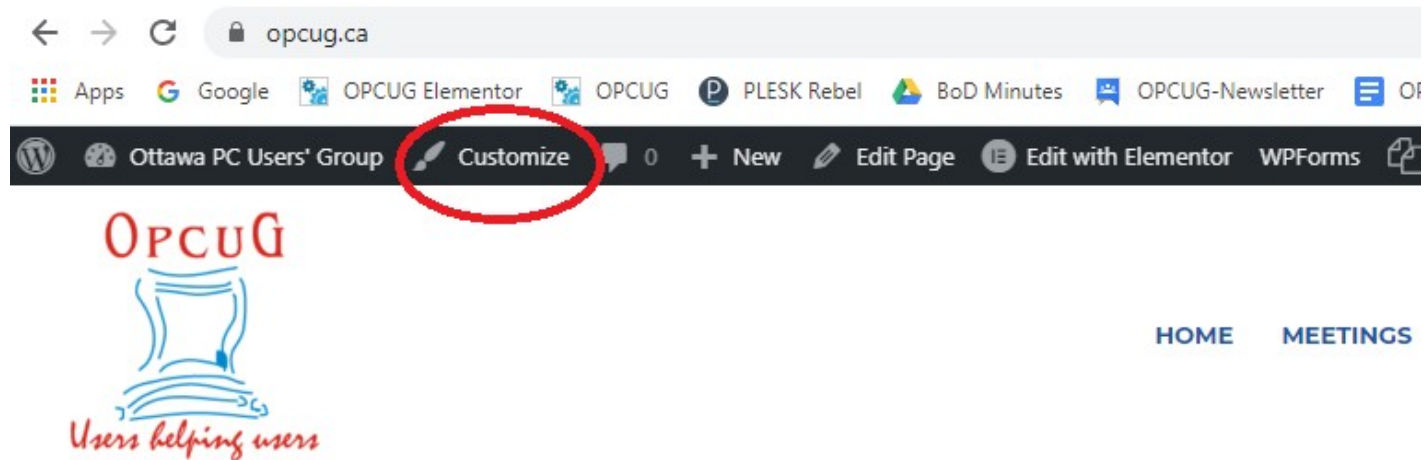 opcug.ca
Apps Google OPCUG Elementor OPCUG PLESK Rebel BoD Minutes OPCUG-Newsletter
Ottawa PC Users' Group Customize 0 New Edit Page Edit with Elementor WPForms
OPCUG
HOME MEETINGS
Users helping users